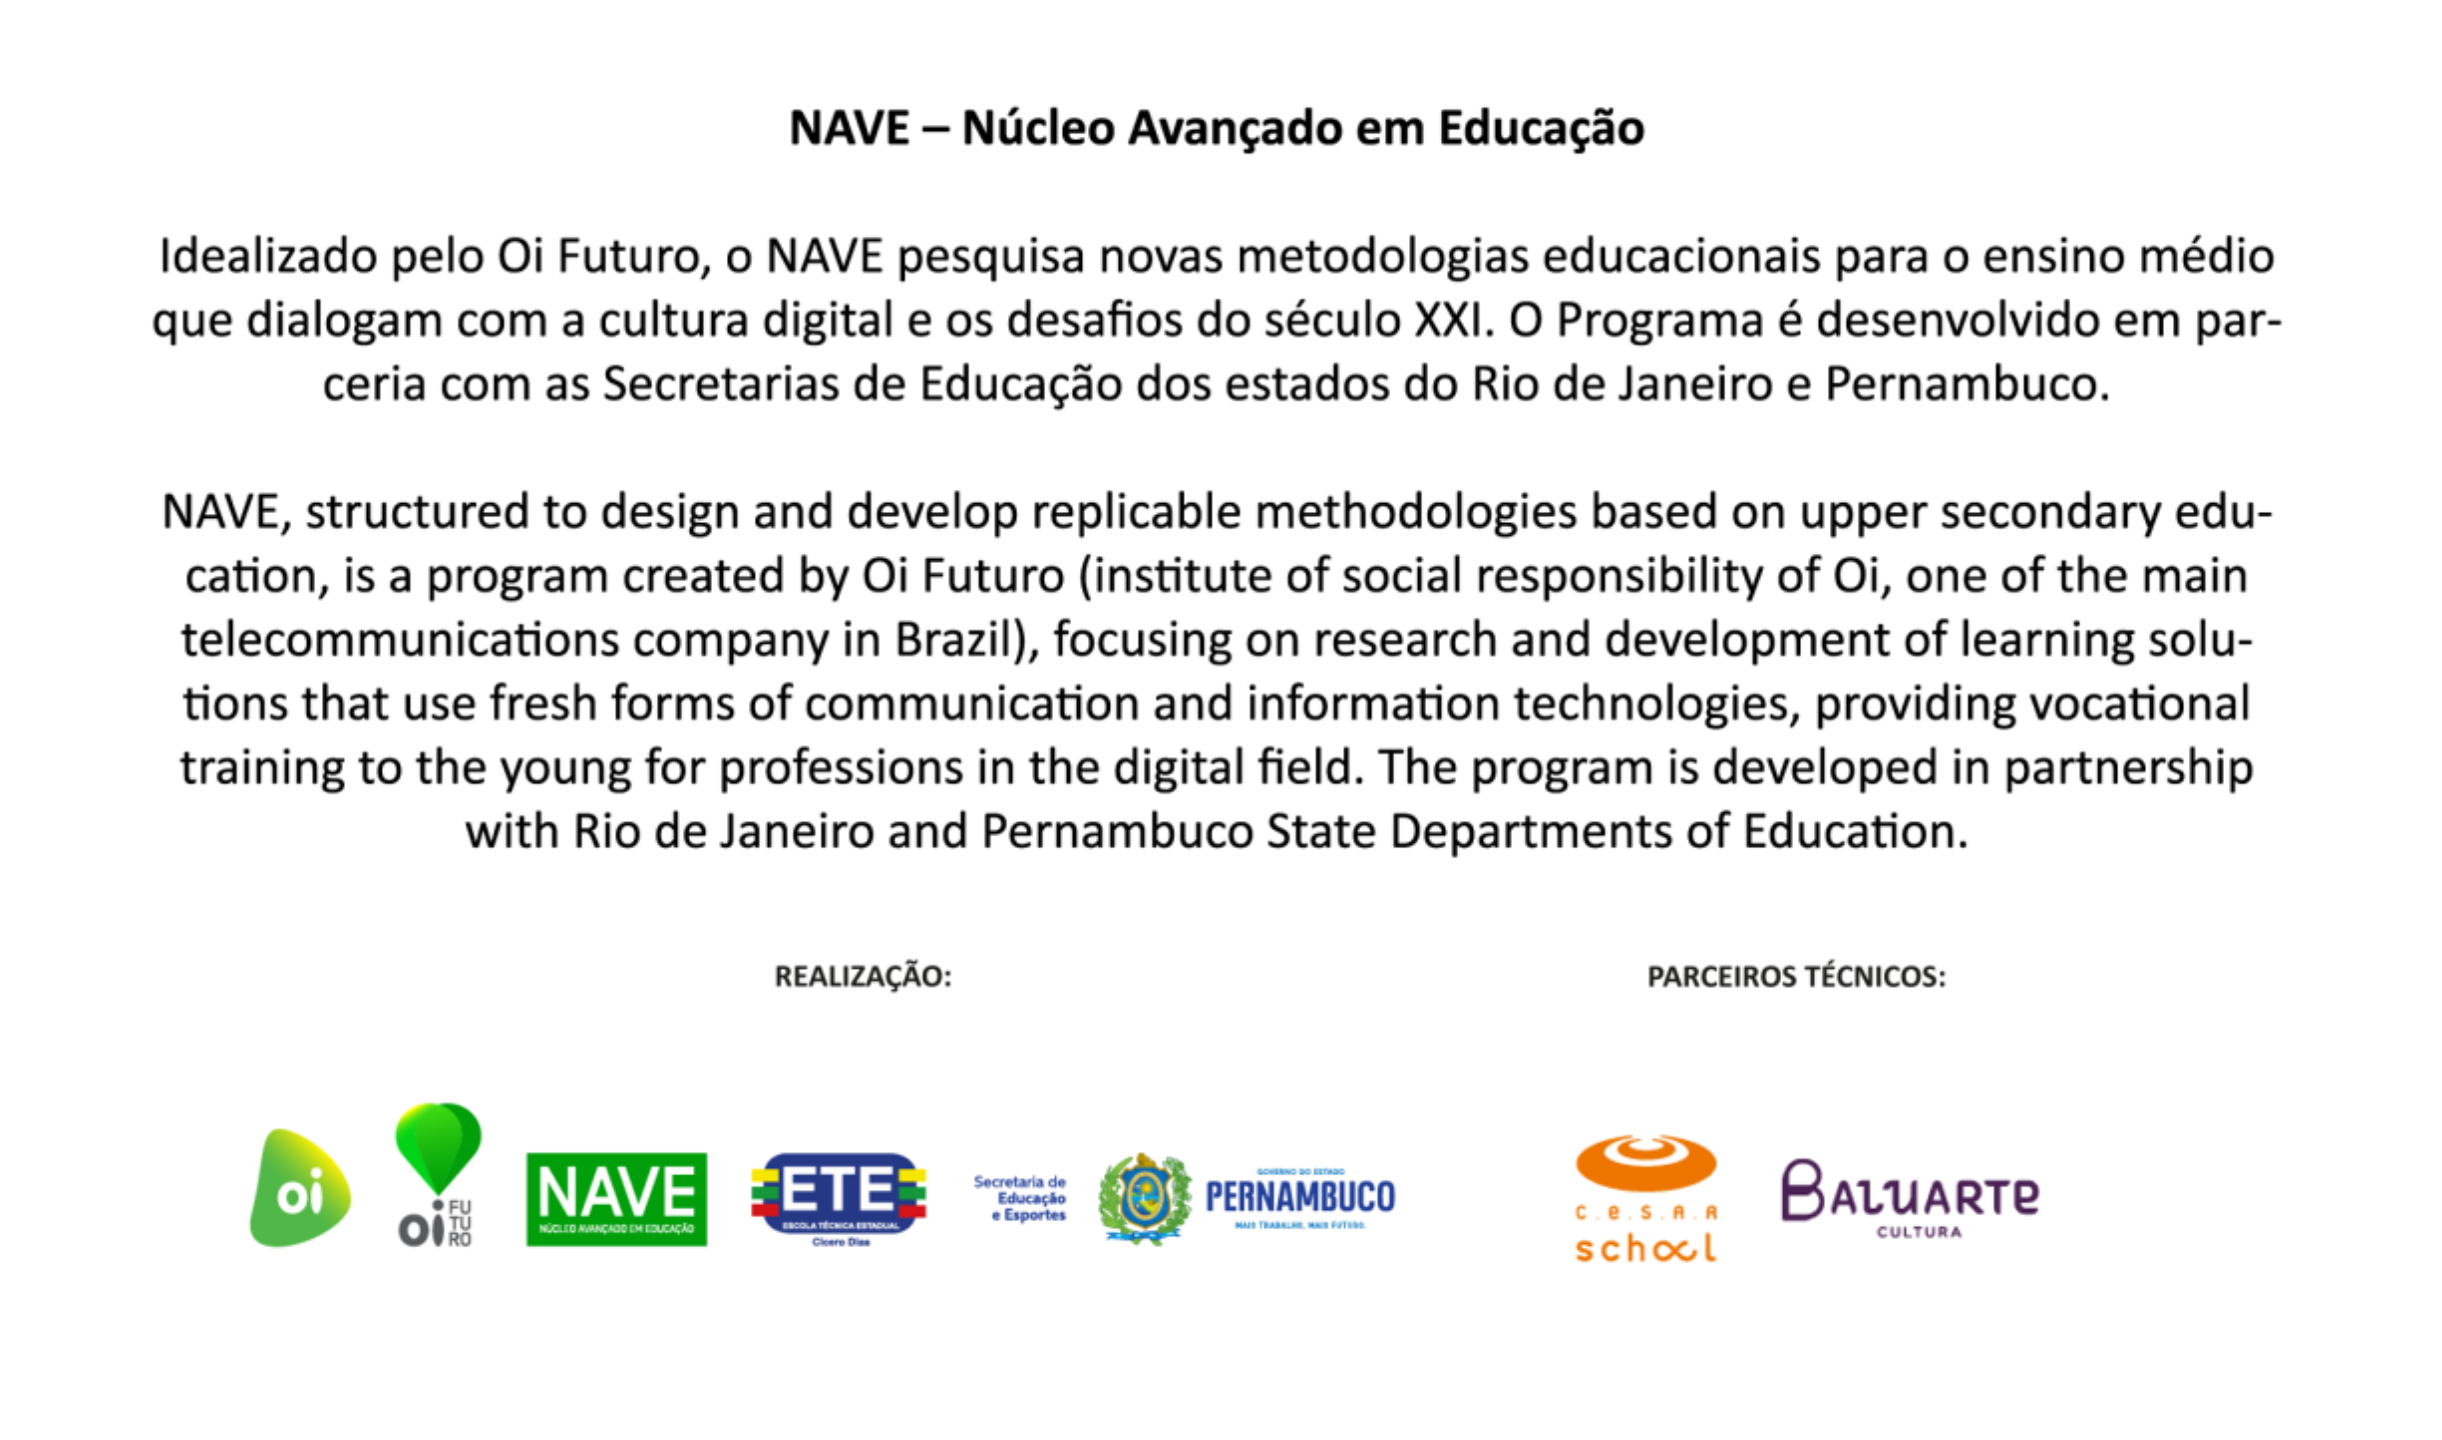 NAVE – Núcleo Avançado em Educação
Idealizado pelo Oi Futuro, o NAVE pesquisa novas metodologias educacionais para o ensino médio
que dialogam com a cultura digital e os desafios do século XXI. O Programa é desenvolvido em par-
ceria com as Secretarias de Educação dos estados do Rio de Janeiro e Pernambuco.
NAVE, structured to design and develop replicable methodologies based on upper secondary edu-
cation, is a program created by Oi Futuro (institute of social responsibility of Oi, one of the main
telecommunications company in Brazil), focusing on research and development of learning solu-
tions that use fresh forms of communication and information technologies, providing vocational
training to the young for professions in the digital field. The program is developed in partnership
with Rio de Janeiro and Pernambuco State Departments of Education.
REALIZAÇÃO:
PARCEIROS TÉCNICOS:
oi
oi FUTURO
NAVE
NÚCLEO AVANÇADO EM EDUCAÇÃO
ETE
ESCOLA TÉCNICA ESTADUAL
Cícero Dias
Secretaria de
Educação
e Esportes
GOVERNO DO ESTADO
PERNAMBUCO
MAIS TRABALHO, MAIS FUTURO.
c.e.s.a.r
school
BALUARTE
CULTURA